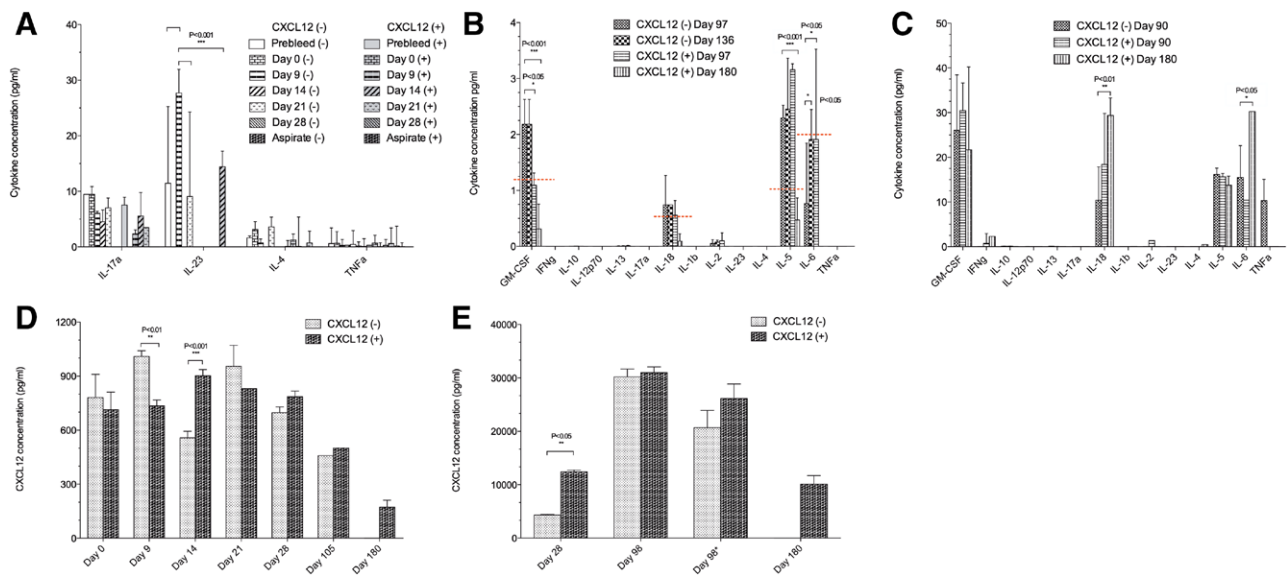 A
Cytokine concentration (pg/ml)
40
30
20
10
0
P<0.001
***
CXCL12 (-)
Prebleed (-)
Day 0 (-)
Day 9 (-)
Day 14 (-)
Day 21 (-)
Day 28 (-)
Aspirate (-)
CXCL12 (+)
Prebleed (+)
Day 0 (+)
Day 9 (+)
Day 14 (+)
Day 21 (+)
Day 28 (+)
Aspirate (+)
IL-17a
IL-23
IL-4
TNFa
B
Cytokine concentration (pg/ml)
4
3
2
1
0
CXCL12 (-) Day 97
CXCL12 (-) Day 136
CXCL12 (+) Day 97
CXCL12 (+) Day 180
P<0.001
***
P<0.05
*
P<0.001
***
P<0.05
*
*
P<0.05
GM-CSF
IFNg
IL-10
IL-12p70
IL-13
IL-17a
IL-18
IL-1b
IL-2
IL-23
IL-4
IL-5
IL-6
TNFa
C
Cytokine concentration (pg/ml)
50
40
30
20
10
0
CXCL12 (-) Day 90
CXCL12 (+) Day 90
CXCL12 (+) Day 180
P<0.01
**
P<0.05
*
GM-CSF
IFNg
IL-10
IL-12p70
IL-13
IL-17a
IL-18
IL-1b
IL-2
IL-23
IL-4
IL-5
IL-6
TNFa
D
CXCL12 concentration (pg/ml)
1200
900
600
300
0
CXCL12 (-)
CXCL12 (+)
P<0.01
**
P<0.001
***
Day 0
Day 9
Day 14
Day 21
Day 28
Day 105
Day 180
E
CXCL12 concentration (pg/ml)
40000
30000
20000
10000
0
CXCL12 (-)
CXCL12 (+)
P<0.05
**
Day 28
Day 98
Day 98*
Day 180